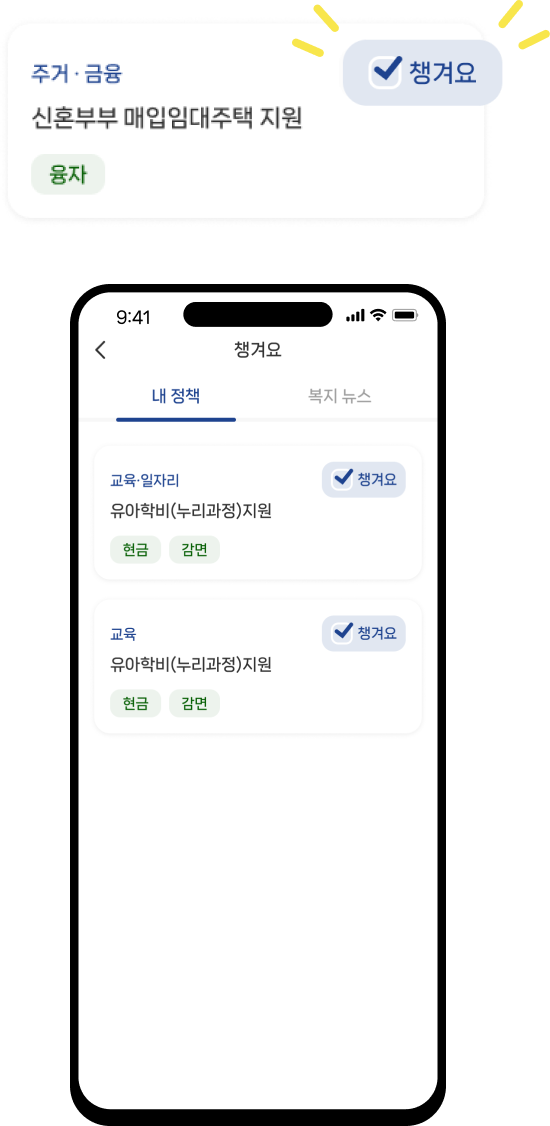 주거 · 금융
챙겨요
신혼부부 매입임대주택 지원
융자
9:41
챙겨요
내 정책
복지 뉴스
교육·일자리
챙겨요
유아학비(누리과정)지원
현금
감면
교육
챙겨요
유아학비(누리과정)지원
현금
감면